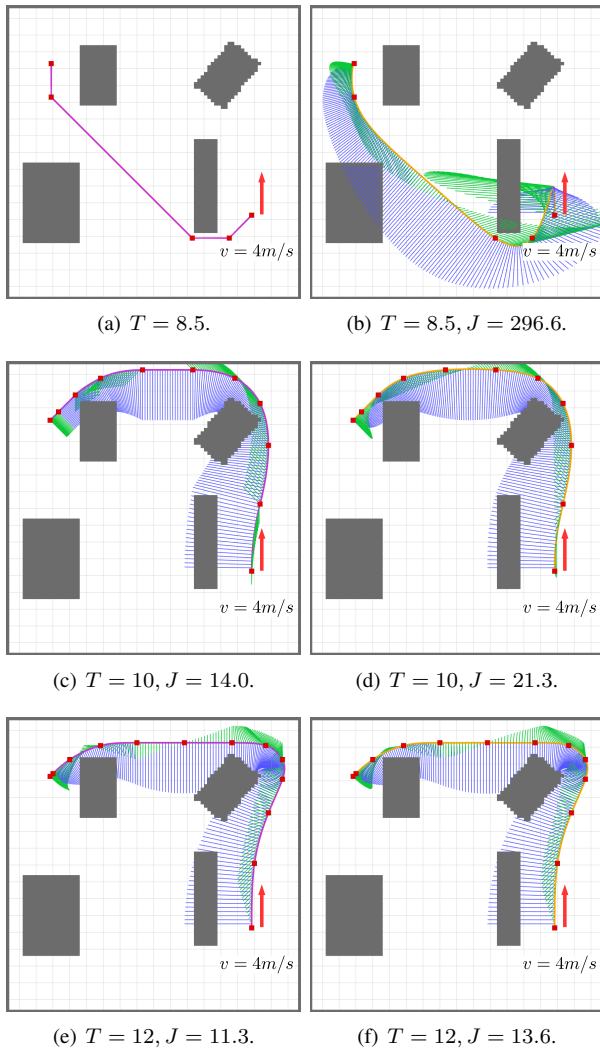 v = 4m/s
v = 4m/s
(a) T = 8.5.
(b) T = 8.5, J = 296.6.
v = 4m/s
v = 4m/s
(c) T = 10, J = 14.0.
(d) T = 10, J = 21.3.
v = 4m/s
v = 4m/s
(e) T = 12, J = 11.3.
(f) T = 12, J = 13.6.